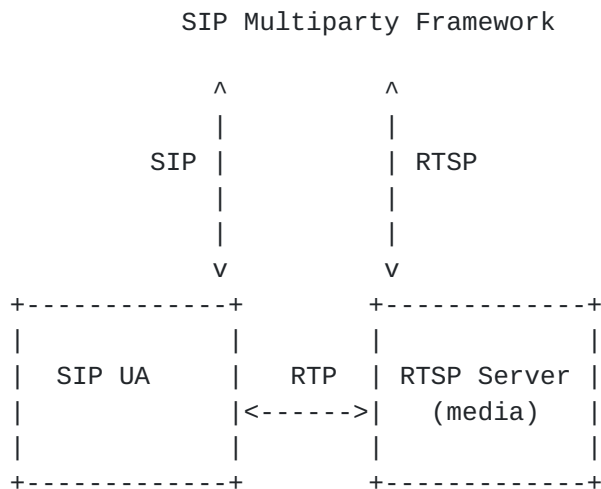 SIP Multiparty Framework
SIP RTSP
SIP UA RTP RTSP Server
(media)